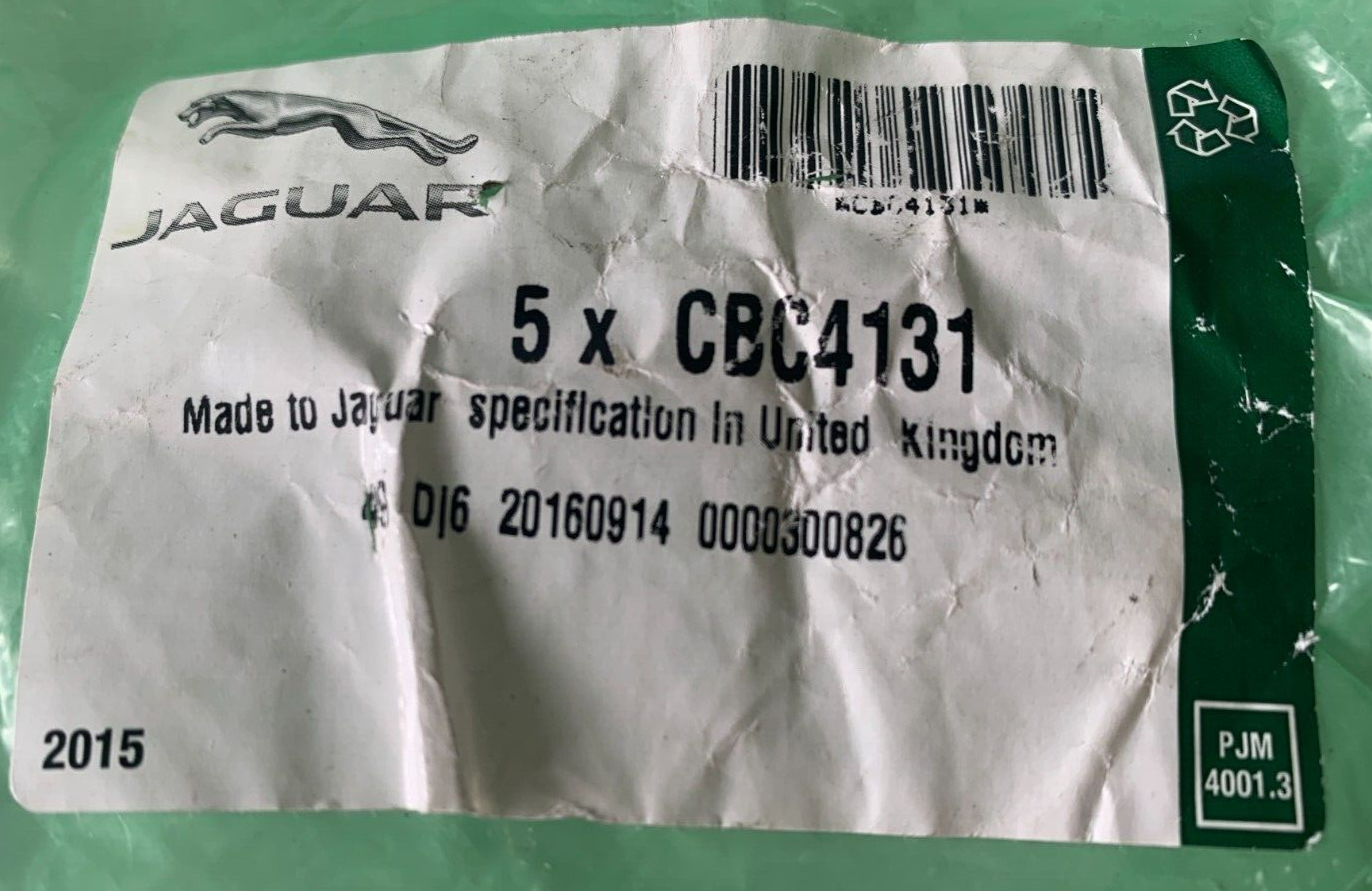 JAGUAR
*CBC4131*
5 x CBC4131
Made to Jaguar specification in United Kingdom
D|6 20160914 0000300826
2015
PJM
4001.3